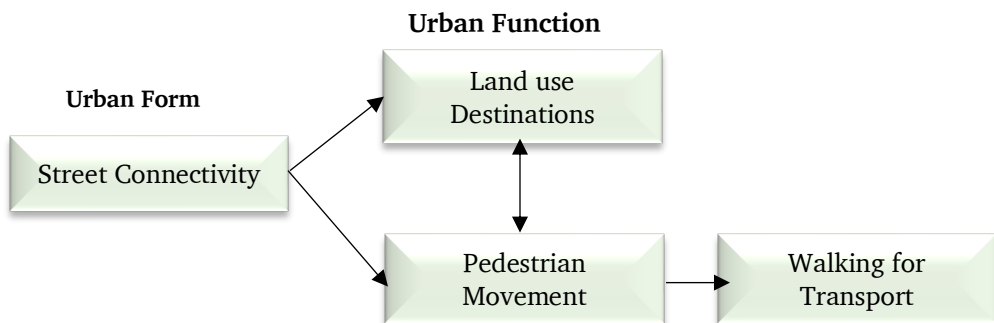 Urban Function
Land use
Destinations
Urban Form
Street Connectivity
Pedestrian
Movement
Walking for
Transport